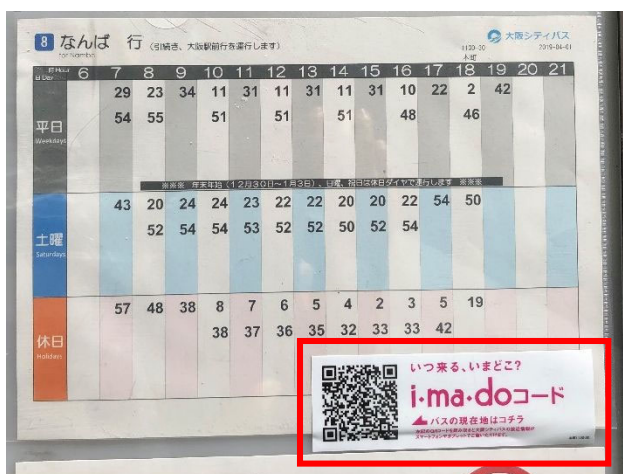 8 なんば 行 (引続き、大阪駅前行を運行します)
for Namba
大阪シティバス
2019-04-01
時 Hour
日 Day
6 7 8 9 10 11 12 13 14 15 16 17 18 19 20 21
平日
Weekdays
29 23 34 11 31 11 31 11 31 10 22 2 42
54 55 51 51 51 48 46
※※※ 年末年始(12月30日～1月3日)、日曜、祝日は休日ダイヤで運行します ※※※
土曜
Saturdays
43 20 24 24 23 22 22 20 20 22 54 50
52 54 54 53 52 52 50 52 54
休日
Holidays
57 48 38 8 7 6 5 4 2 3 5 19
38 37 36 35 32 33 33 42
いつ来る、いまどこ?
i・ma・doコード
バスの現在地はコチラ